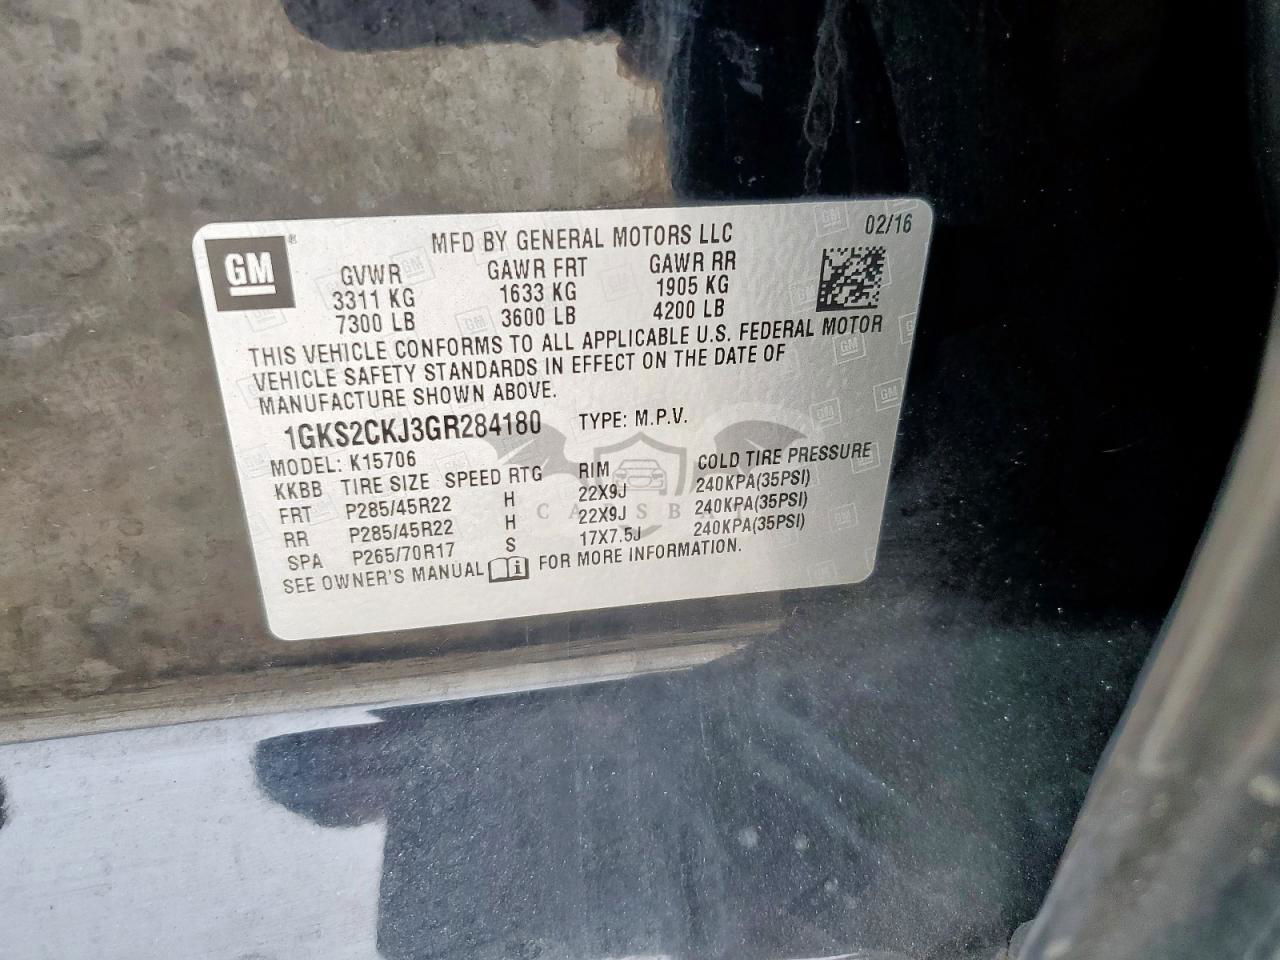 GM
®
MFD BY GENERAL MOTORS LLC
02/16
GVWR GAWR FRT GAWR RR
3311 KG 1633 KG 1905 KG
7300 LB 3600 LB 4200 LB
THIS VEHICLE CONFORMS TO ALL APPLICABLE U.S. FEDERAL MOTOR
VEHICLE SAFETY STANDARDS IN EFFECT ON THE DATE OF
MANUFACTURE SHOWN ABOVE.
1GKS2CKJ3GR284180 TYPE: M.P.V.
MODEL: K15706
KKBB TIRE SIZE SPEED RTG RIM COLD TIRE PRESSURE
FRT P285/45R22 H 22X9J 240KPA(35PSI)
RR P285/45R22 H 22X9J 240KPA(35PSI)
SPA P265/70R17 S 17X7.5J 240KPA(35PSI)
SEE OWNER'S MANUAL i FOR MORE INFORMATION.